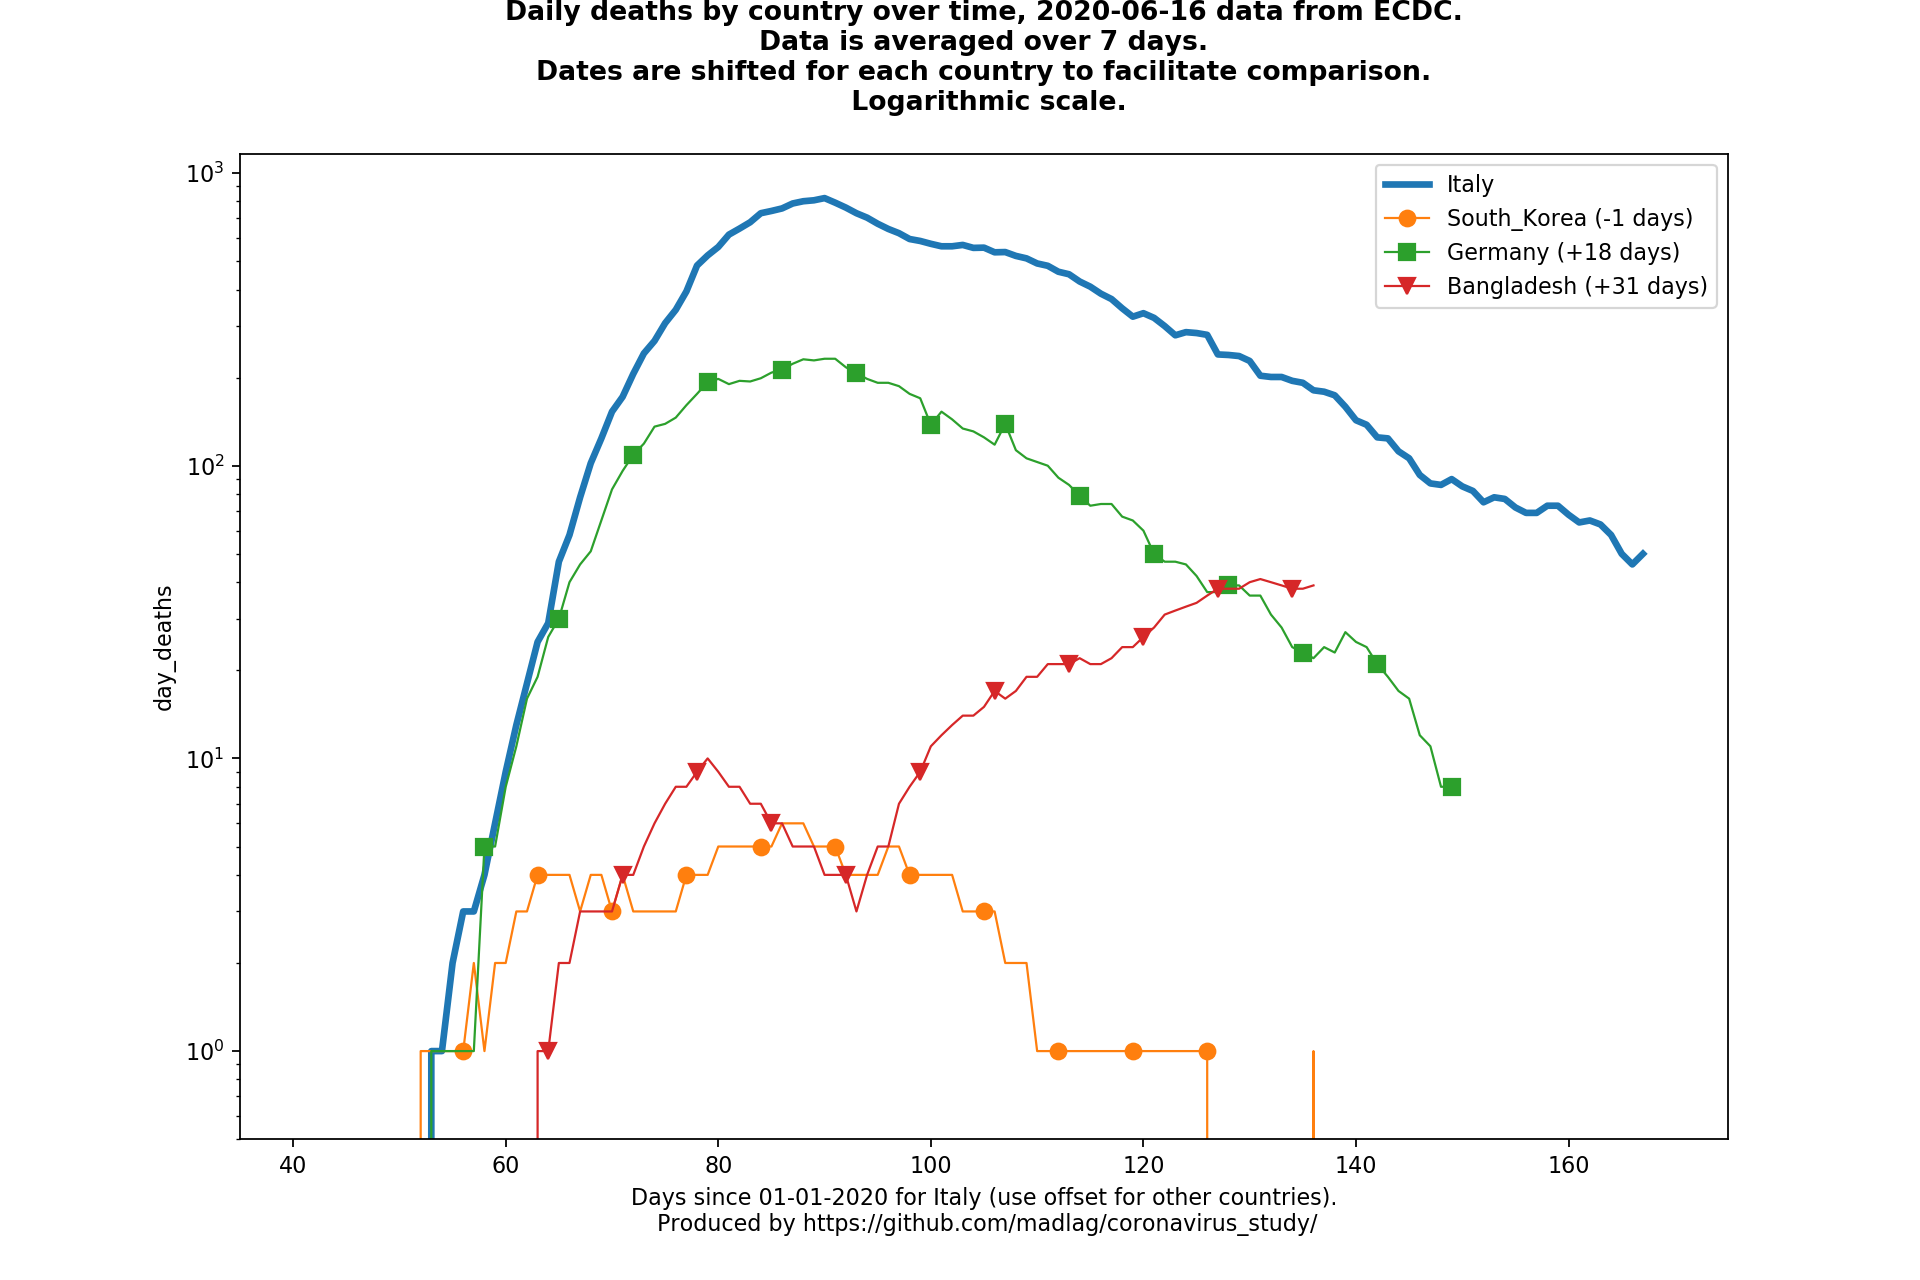 Daily deaths by country over time, 2020-06-16 data from ECDC.
Data is averaged over 7 days.
Dates are shifted for each country to facilitate comparison.
Logarithmic scale.
10³
10²
10¹
10⁰
day_deaths
Italy
South_Korea (-1 days)
Germany (+18 days)
Bangladesh (+31 days)
40 60 80 100 120 140 160
Days since 01-01-2020 for Italy (use offset for other countries).
Produced by https://github.com/madlag/coronavirus_study/